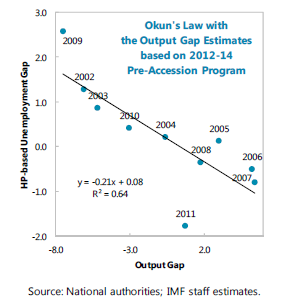 Okun's Law with
the Output Gap Estimates
based on 2012-14
Pre-Accession Program
HP-based Unemployment Gap
3.0
2.0
1.0
0.0
-1.0
-2.0
2009
2002
2003
2010
2004
2005
2008
2006
2007
2011
y = -0.21x + 0.08
R² = 0.64
-8.0 -3.0 2.0
Output Gap
Source: National authorities; IMF staff estimates.